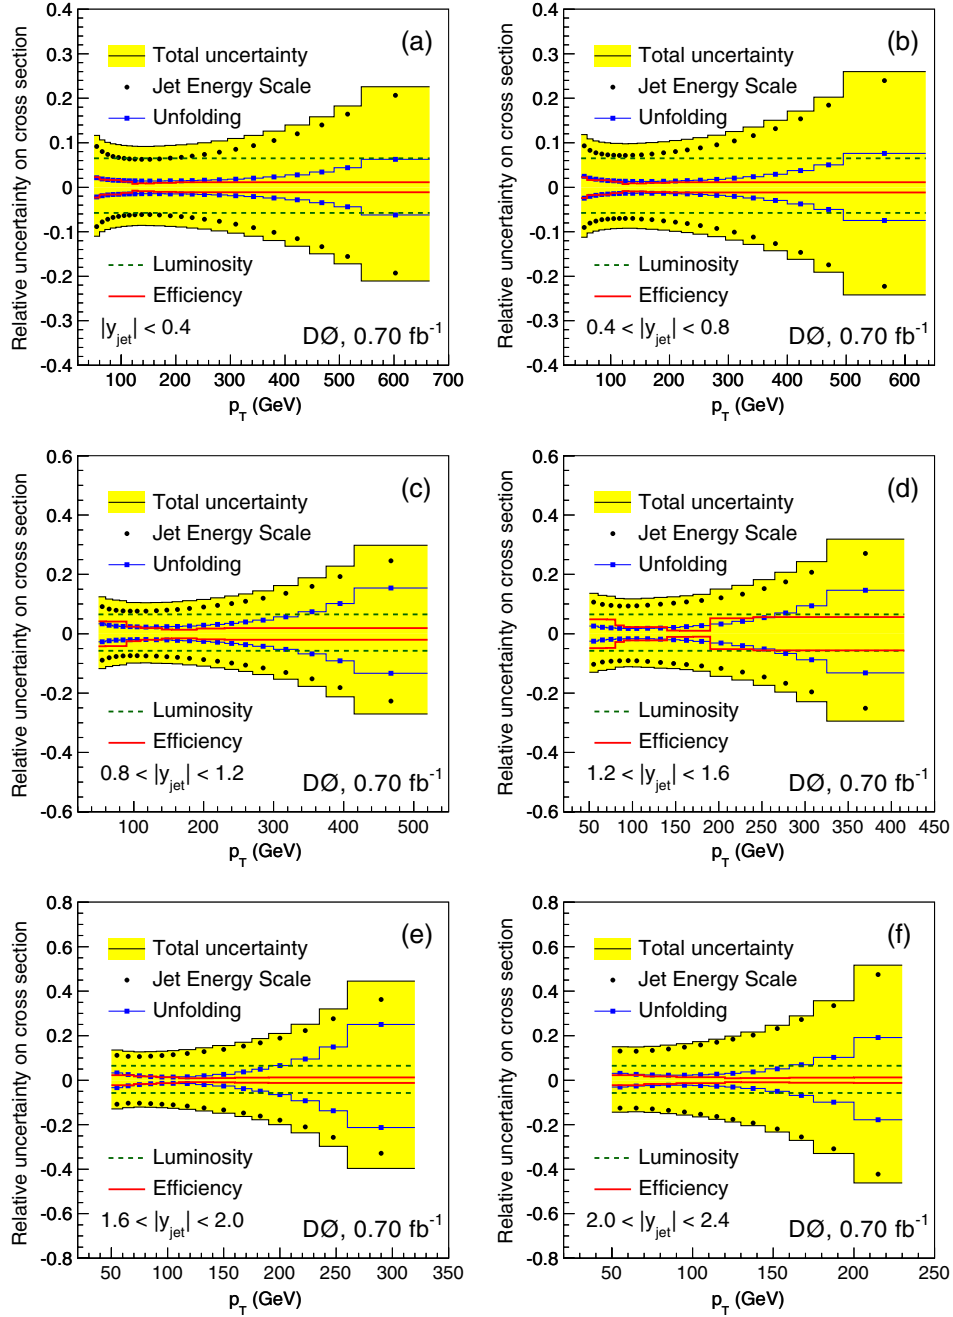 Relative uncertainty on cross section
0.4
0.3
0.2
0.1
0
-0.1
-0.2
-0.3
-0.4
(a)
Total uncertainty
Jet Energy Scale
Unfolding
Luminosity
Efficiency
|y_jet| < 0.4
DØ, 0.70 fb⁻¹
100 200 300 400 500 600 700
p_T (GeV)
Relative uncertainty on cross section
0.4
0.3
0.2
0.1
0
-0.1
-0.2
-0.3
-0.4
(b)
Total uncertainty
Jet Energy Scale
Unfolding
Luminosity
Efficiency
0.4 < |y_jet| < 0.8
DØ, 0.70 fb⁻¹
100 200 300 400 500 600
p_T (GeV)
Relative uncertainty on cross section
0.6
0.4
0.2
0
-0.2
-0.4
-0.6
(c)
Total uncertainty
Jet Energy Scale
Unfolding
Luminosity
Efficiency
0.8 < |y_jet| < 1.2
DØ, 0.70 fb⁻¹
100 200 300 400 500
p_T (GeV)
Relative uncertainty on cross section
0.6
0.4
0.2
0
-0.2
-0.4
-0.6
(d)
Total uncertainty
Jet Energy Scale
Unfolding
Luminosity
Efficiency
1.2 < |y_jet| < 1.6
DØ, 0.70 fb⁻¹
50 100 150 200 250 300 350 400 450
p_T (GeV)
Relative uncertainty on cross section
0.8
0.6
0.4
0.2
0
-0.2
-0.4
-0.6
-0.8
(e)
Total uncertainty
Jet Energy Scale
Unfolding
Luminosity
Efficiency
1.6 < |y_jet| < 2.0
DØ, 0.70 fb⁻¹
50 100 150 200 250 300 350
p_T (GeV)
Relative uncertainty on cross section
0.8
0.6
0.4
0.2
0
-0.2
-0.4
-0.6
-0.8
(f)
Total uncertainty
Jet Energy Scale
Unfolding
Luminosity
Efficiency
2.0 < |y_jet| < 2.4
DØ, 0.70 fb⁻¹
50 100 150 200 250
p_T (GeV)